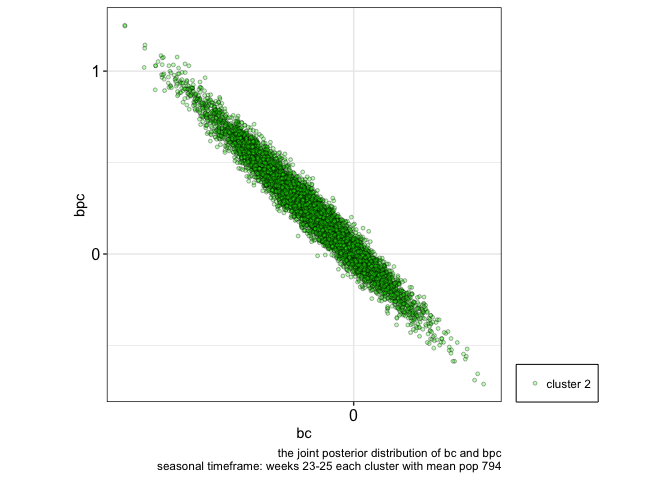 1
bpc
0
0
bc
cluster 2
the joint posterior distribution of bc and bpc
seasonal timeframe: weeks 23-25 each cluster with mean pop 794